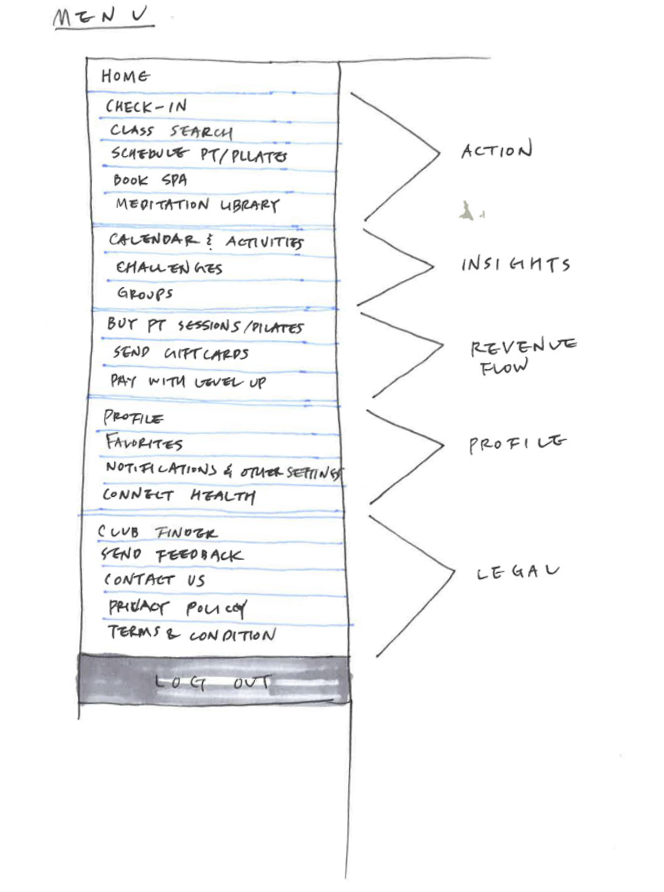 MENU
HOME
CHECK-IN
CLASS SEARCH
SCHEDULE PT/PILATES
BOOK SPA
MEDITATION LIBRARY
ACTION
CALENDAR & ACTIVITIES
CHALLENGES
GROUPS
INSIGHTS
BUY PT SESSIONS/PILATES
SEND GIFT CARDS
PAY WITH LEVEL UP
REVENUE
FLOW
PROFILE
FAVORITES
NOTIFICATIONS & OTHER SETTINGS
CONNECT HEALTH
PROFILE
CLUB FINDER
SEND FEEDBACK
CONTACT US
PRIVACY POLICY
TERMS & CONDITION
LEGAL
LOG OUT